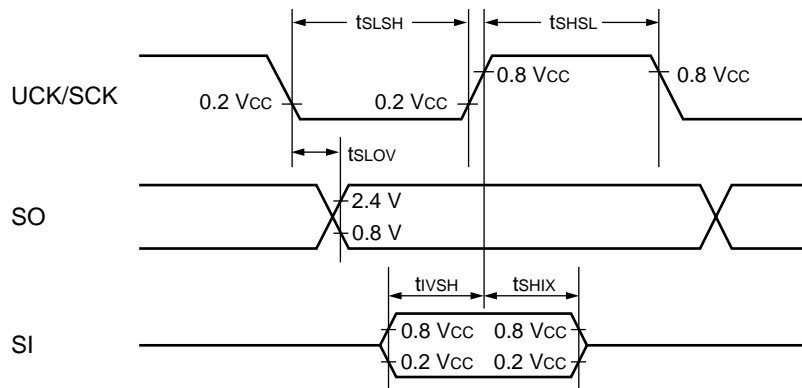 tSLSH tSHSL
0.8 VCC 0.8 VCC
UCK/SCK 0.2 VCC 0.2 VCC
tSLOV
SO 2.4 V
0.8 V
tIVSH tSHIX
0.8 VCC 0.8 VCC
SI
0.2 VCC 0.2 VCC